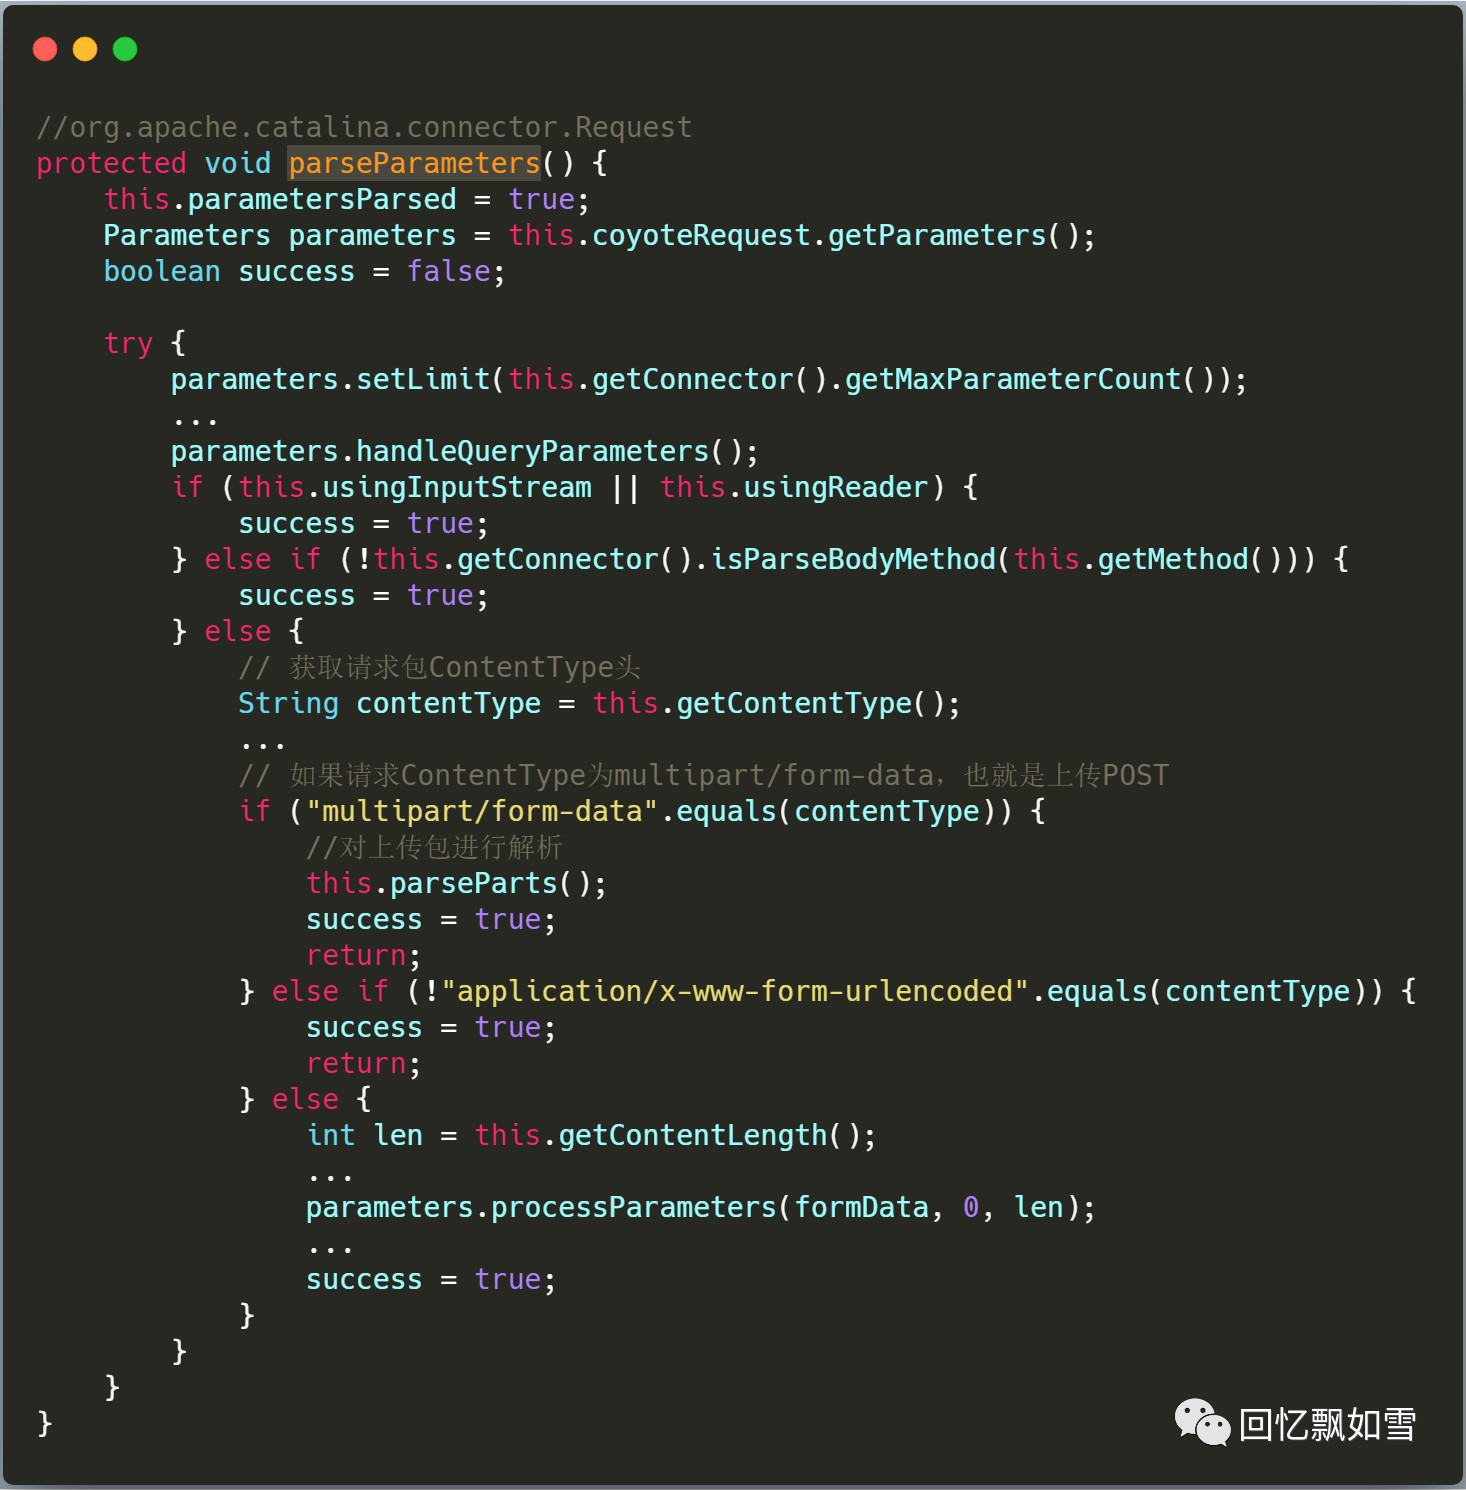 //org.apache.catalina.connector.Request
protected void parseParameters() {
    this.parametersParsed = true;
    Parameters parameters = this.coyoteRequest.getParameters();
    boolean success = false;

    try {
        parameters.setLimit(this.getConnector().getMaxParameterCount());
        ...
        parameters.handleQueryParameters();
        if (this.usingInputStream || this.usingReader) {
            success = true;
        } else if (!this.getConnector().isParseBodyMethod(this.getMethod())) {
            success = true;
        } else {
            // 获取请求包ContentType头
            String contentType = this.getContentType();
            ...
            // 如果请求ContentType为multipart/form-data，也就是上传POST
            if ("multipart/form-data".equals(contentType)) {
                //对上传包进行解析
                this.parseParts();
                success = true;
                return;
            } else if (!"application/x-www-form-urlencoded".equals(contentType)) {
                success = true;
                return;
            } else {
                int len = this.getContentLength();
                ...
                parameters.processParameters(formData, 0, len);
                ...
                success = true;
            }
        }
    }
}
回忆飘如雪